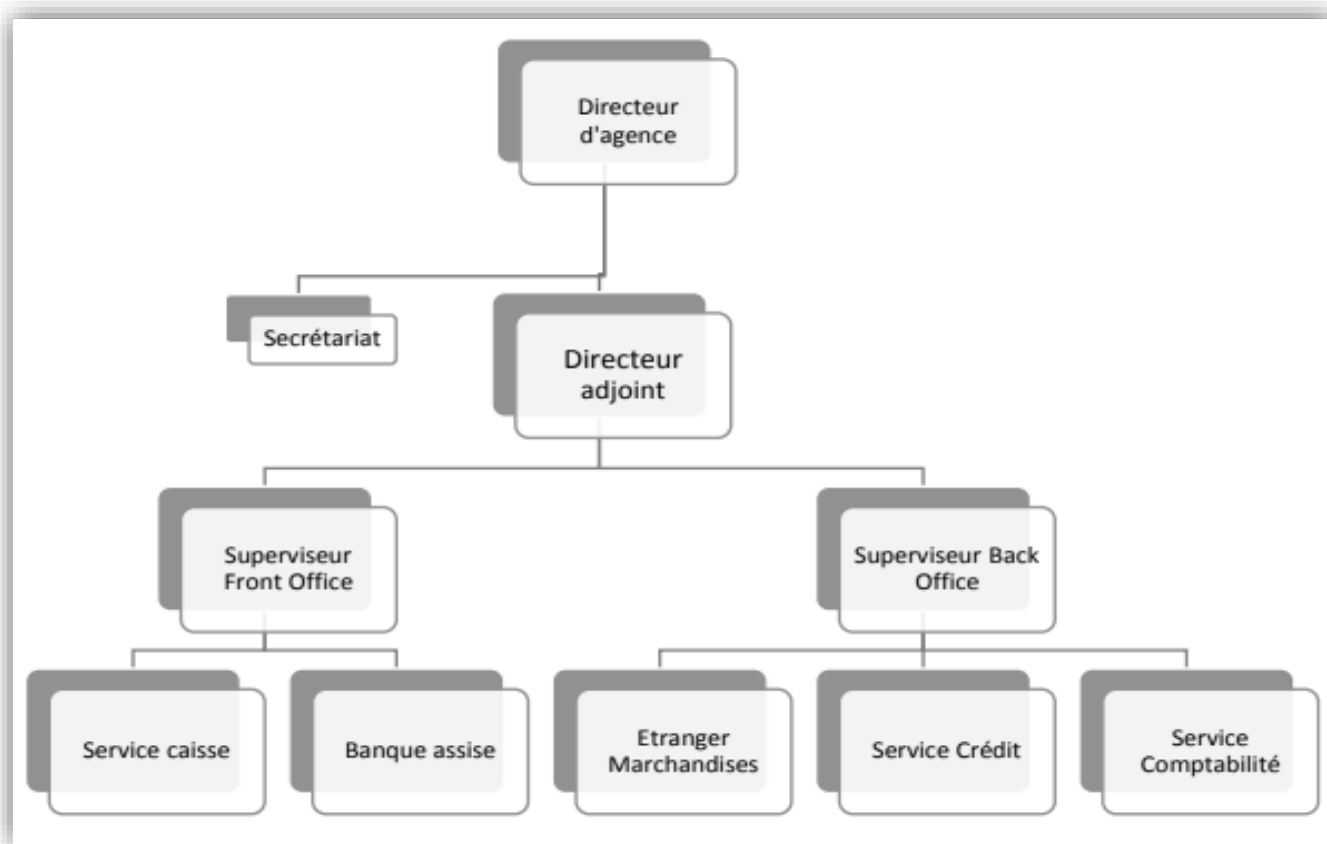 Directeur
d'agence
Secrétariat
Directeur
adjoint
Superviseur
Front Office
Superviseur Back
Office
Service caisse
Banque assise
Etranger
Marchandises
Service Crédit
Service
Comptabilité